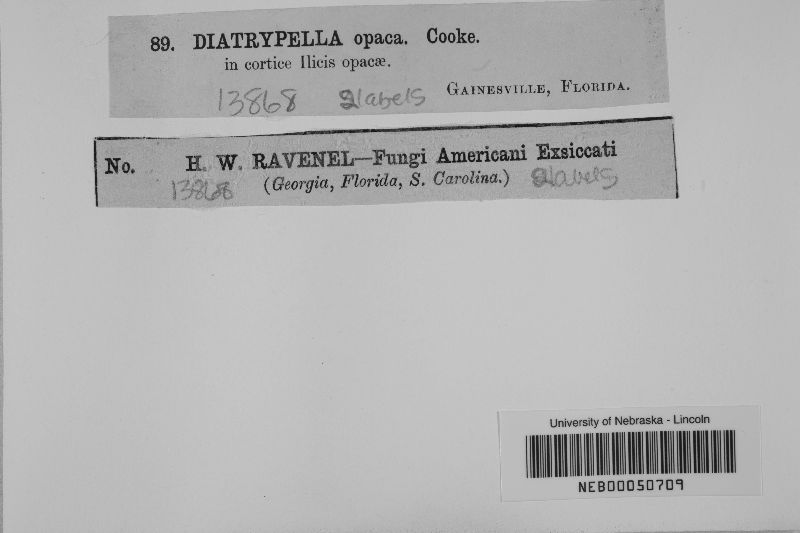 89. DIATRYPELLA opaca. Cooke.
in cortice Ilicis opacæ.
13868 2labels GAINESVILLE, FLORIDA.
No. H. W. RAVENEL—Fungi Americani Exsiccati
13868 (Georgia, Florida, S. Carolina.) 2labels
University of Nebraska - Lincoln
NEB00050709